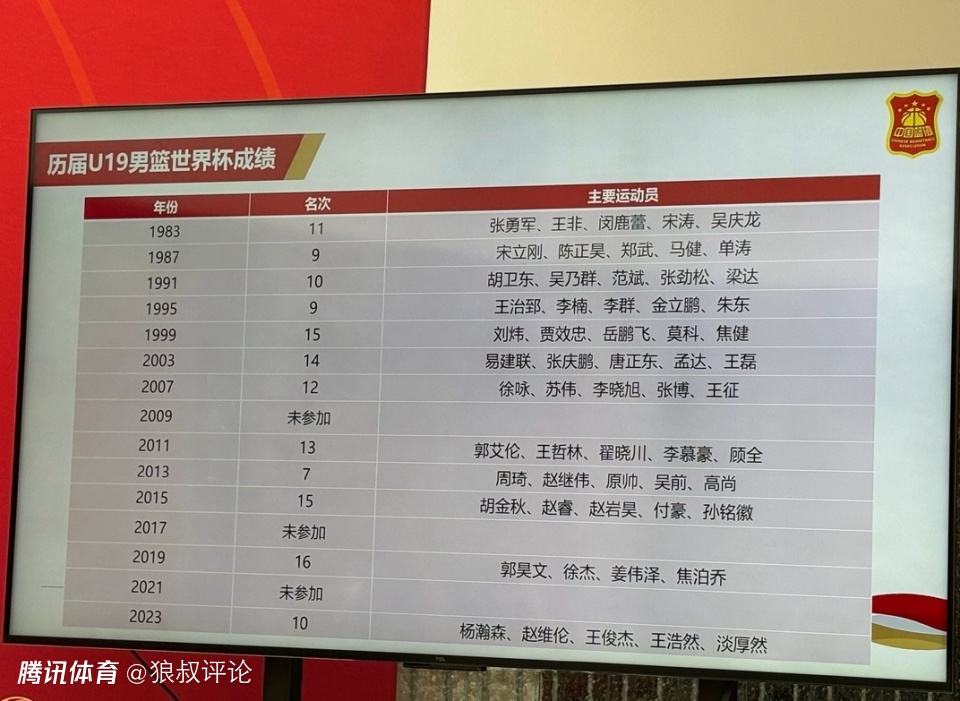 中国篮协
CHINESE BASKETBALL
ASSOCIATION
历届U19男篮世界杯成绩
年份 名次 主要运动员
1983 11 张勇军、王非、闵鹿蕾、宋涛、吴庆龙
1987 9 宋立刚、陈正昊、郑武、马健、单涛
1991 10 胡卫东、吴乃群、范斌、张劲松、梁达
1995 9 王治郅、李楠、李群、金立鹏、朱东
1999 15 刘炜、贾效忠、岳鹏飞、莫科、焦健
2003 14 易建联、张庆鹏、唐正东、孟达、王磊
2007 12 徐咏、苏伟、李晓旭、张博、王征
2009 未参加
2011 13 郭艾伦、王哲林、翟晓川、李慕豪、顾全
2013 7 周琦、赵继伟、原帅、吴前、高尚
2015 15 胡金秋、赵睿、赵岩昊、付豪、孙铭徽
2017 未参加
2019 16 郭昊文、徐杰、姜伟泽、焦泊乔
2021 未参加
2023 10 杨瀚森、赵维伦、王俊杰、王浩然、淡厚然
TCL
腾讯体育 @狼叔评论